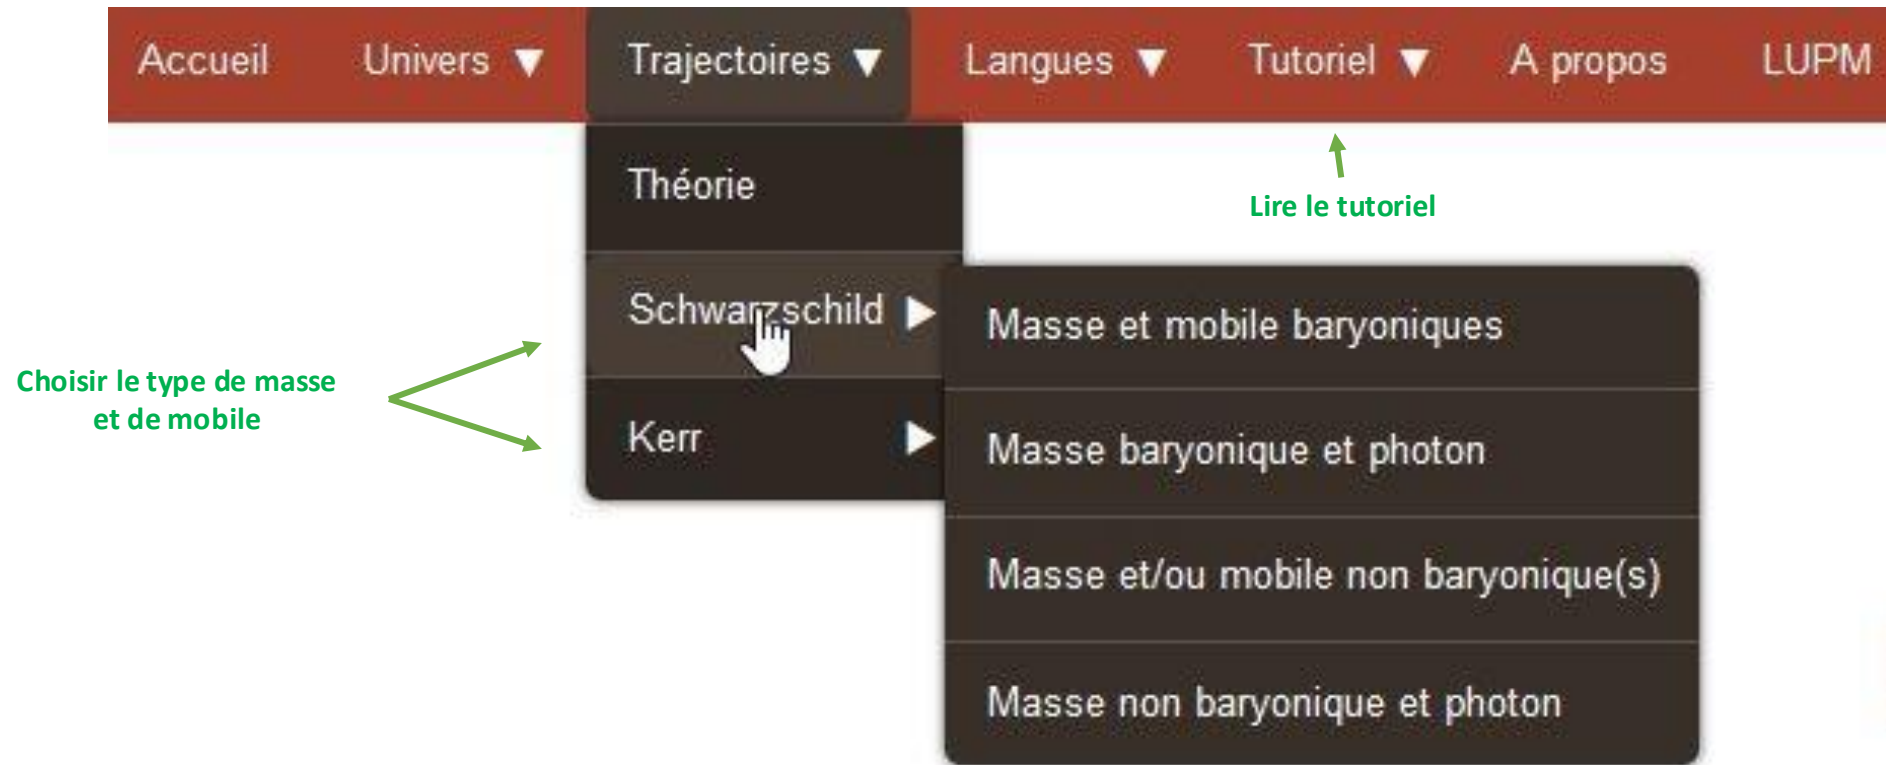 Accueil Univers ▼ Trajectoires ▼ Langues ▼ Tutoriel ▼ A propos LUPM
Théorie
Lire le tutoriel
Schwarzschild ▶
Masse et mobile baryoniques
Choisir le type de masse
et de mobile
Kerr ▶
Masse baryonique et photon
Masse et/ou mobile non baryonique(s)
Masse non baryonique et photon